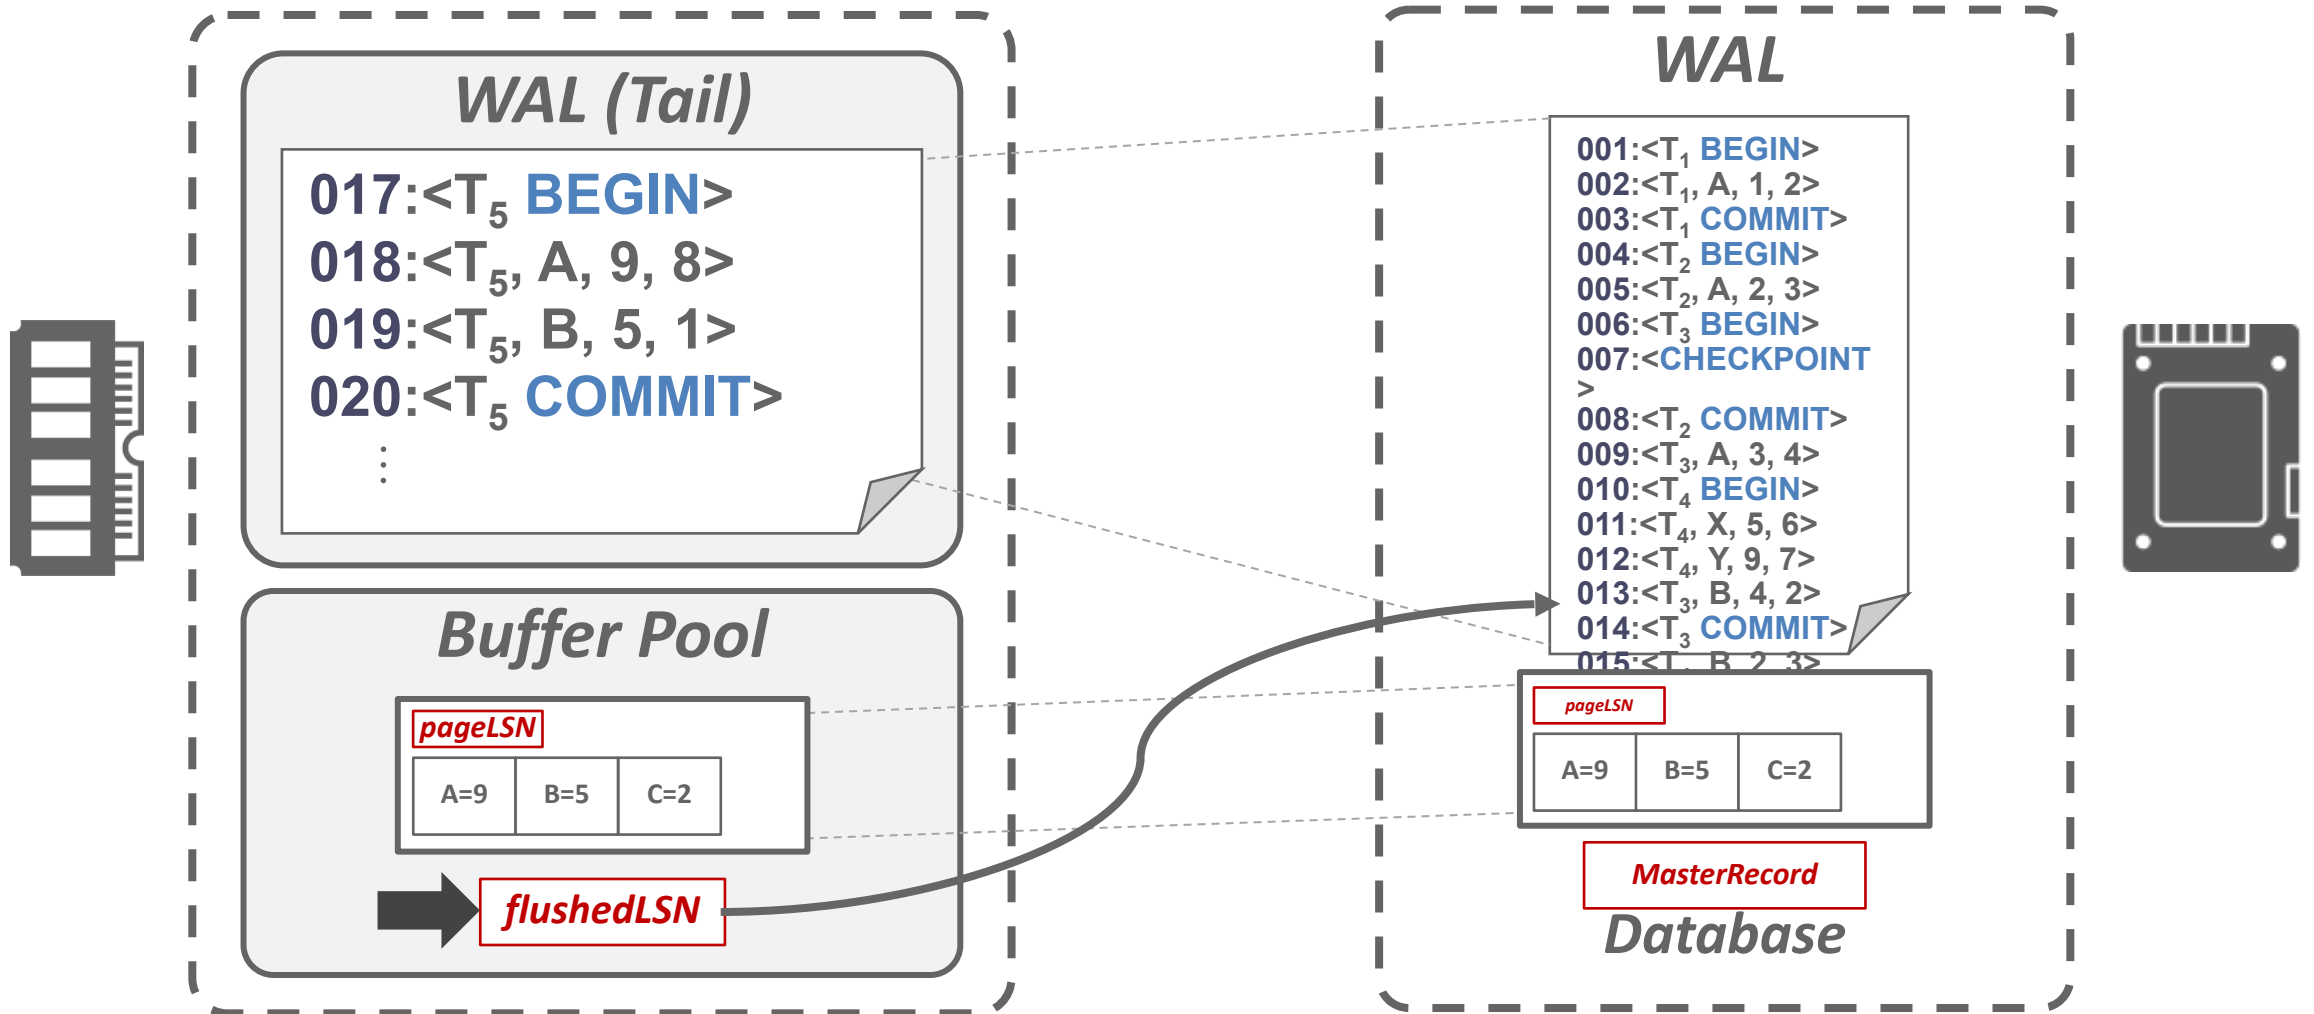 WAL (Tail)
017:<T5 BEGIN>
018:<T5, A, 9, 8>
019:<T5, B, 5, 1>
020:<T5 COMMIT>
⋮
Buffer Pool
pageLSN
A=9 B=5 C=2
flushedLSN
WAL
001:<T1 BEGIN>
002:<T1, A, 1, 2>
003:<T1 COMMIT>
004:<T2 BEGIN>
005:<T2, A, 2, 3>
006:<T3 BEGIN>
007:<CHECKPOINT
>
008:<T2 COMMIT>
009:<T3, A, 3, 4>
010:<T4 BEGIN>
011:<T4, X, 5, 6>
012:<T4, Y, 9, 7>
013:<T3, B, 4, 2>
014:<T3 COMMIT>
015:<T B, 2, 3>
pageLSN
A=9 B=5 C=2
MasterRecord
Database